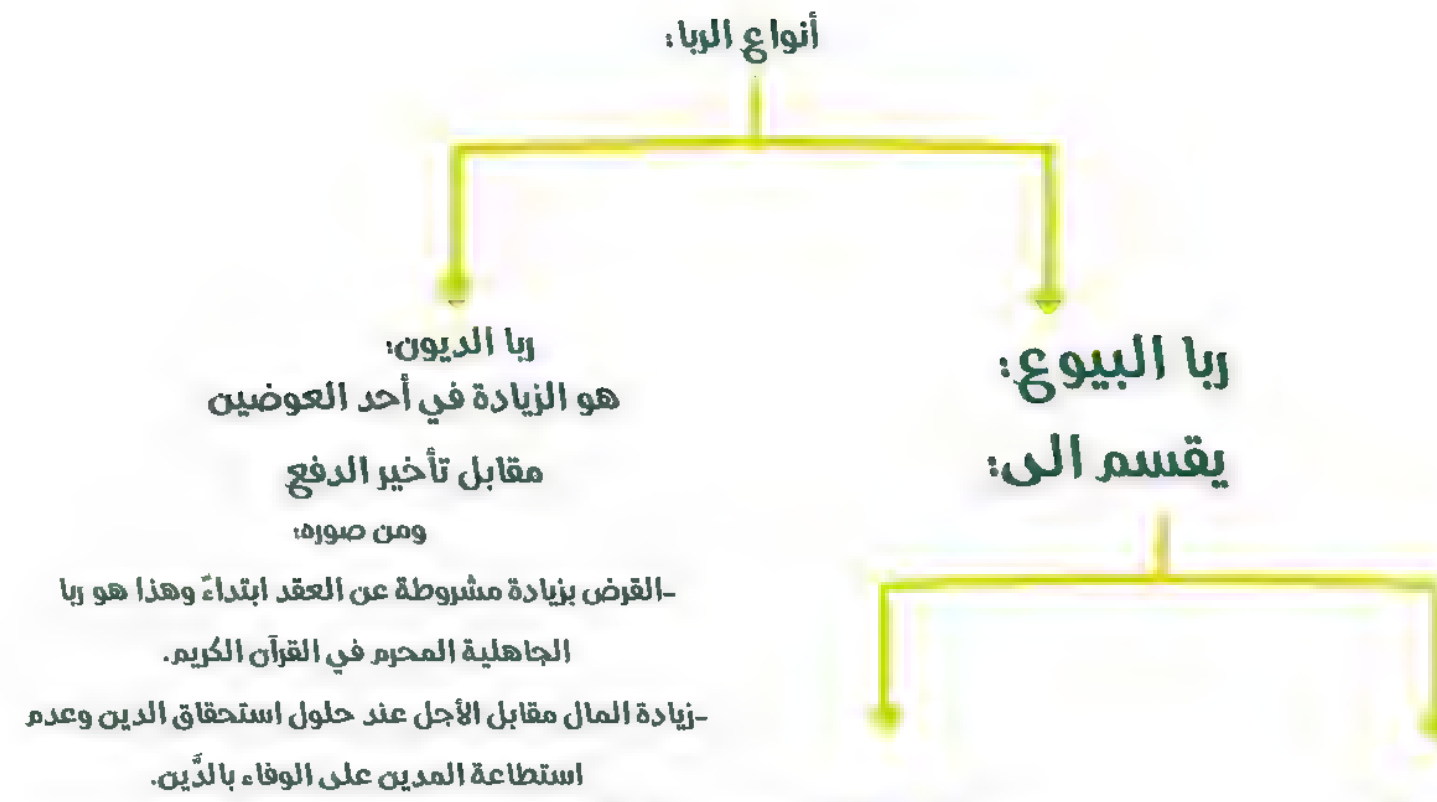 أنواع الربا:
ربا البيوع:
يقسم الى:
ربا الديون:
هو الزيادة في أحد العوضين
مقابل تأخير الدفع
ومن صوره:
-القرض بزيادة مشروطة عن العقد ابتداءً وهذا هو ربا
الجاهلية المحرم في القرآن الكريم.
-زيادة المال مقابل الأجل عند حلول استحقاق الدين وعدم
استطاعة المدين على الوفاء بالدَّين.